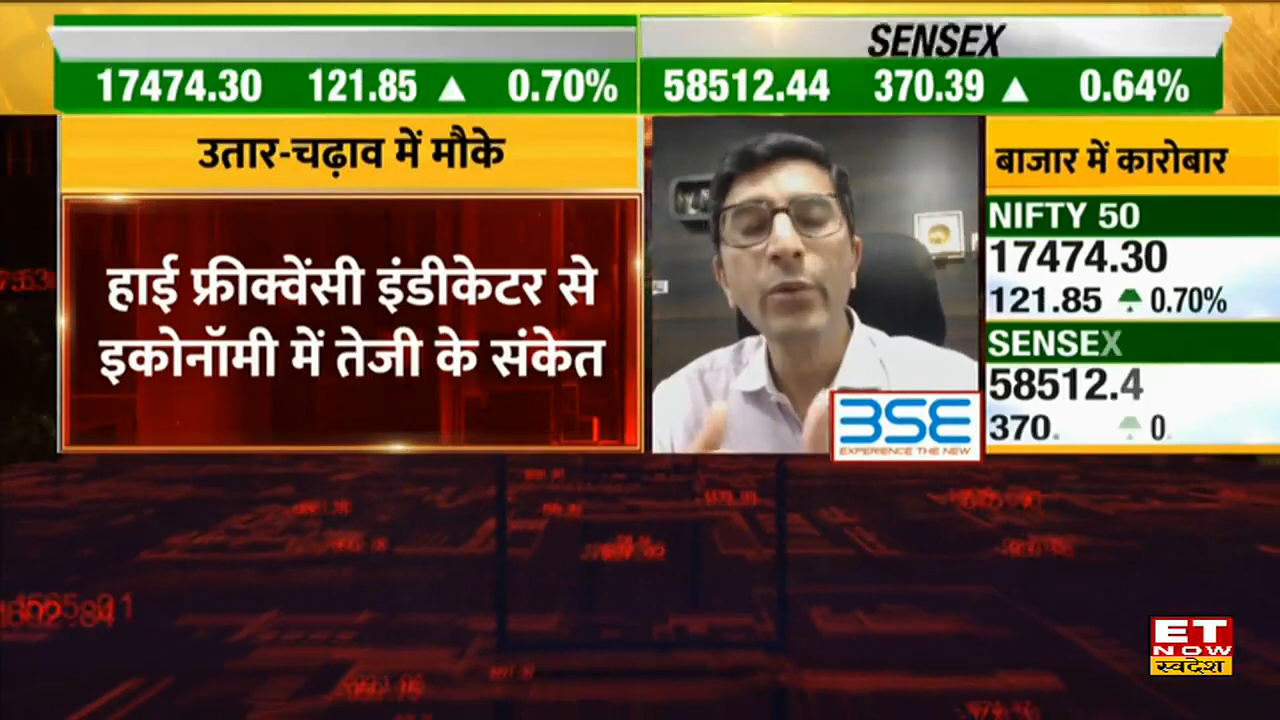 SENSEX
17474.30 121.85 ▲ 0.70%
58512.44 370.39 ▲ 0.64%
उतार-चढ़ाव में मौके
हाई फ्रीक्वेंसी इंडीकेटर से
इकोनॉमी में तेजी के संकेत
BSE
EXPERIENCE THE NEW
बाजार में कारोबार
NIFTY 50
17474.30
121.85 0.70%
SENSEX
58512.4
370. 0.
ET
NOW
स्वदेश